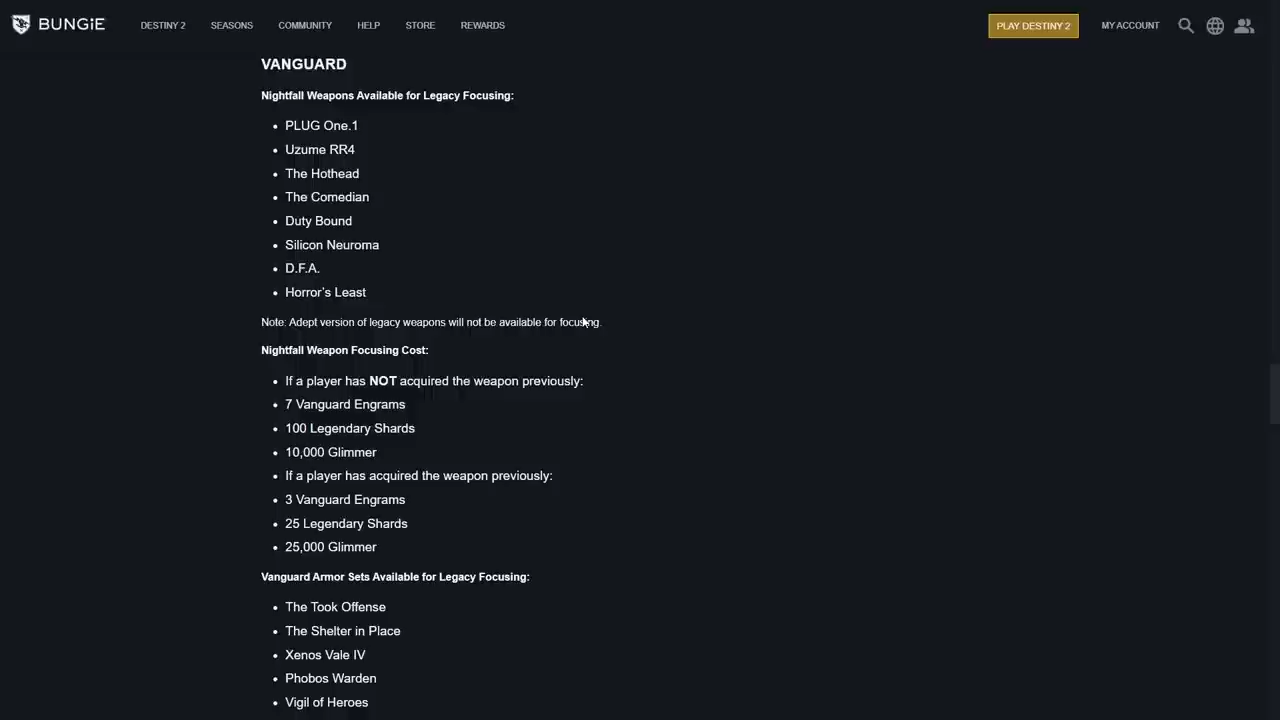 BUNGiE
DESTINY 2
SEASONS
COMMUNITY
HELP
STORE
REWARDS
PLAY DESTINY 2
MY ACCOUNT
VANGUARD
Nightfall Weapons Available for Legacy Focusing:
• PLUG One.1
• Uzume RR4
• The Hothead
• The Comedian
• Duty Bound
• Silicon Neuroma
• D.F.A.
• Horror's Least
Note: Adept version of legacy weapons will not be available for focusing.
Nightfall Weapon Focusing Cost:
• If a player has NOT acquired the weapon previously:
• 7 Vanguard Engrams
• 100 Legendary Shards
• 10,000 Glimmer
• If a player has acquired the weapon previously:
• 3 Vanguard Engrams
• 25 Legendary Shards
• 25,000 Glimmer
Vanguard Armor Sets Available for Legacy Focusing:
• The Took Offense
• The Shelter in Place
• Xenos Vale IV
• Phobos Warden
• Vigil of Heroes